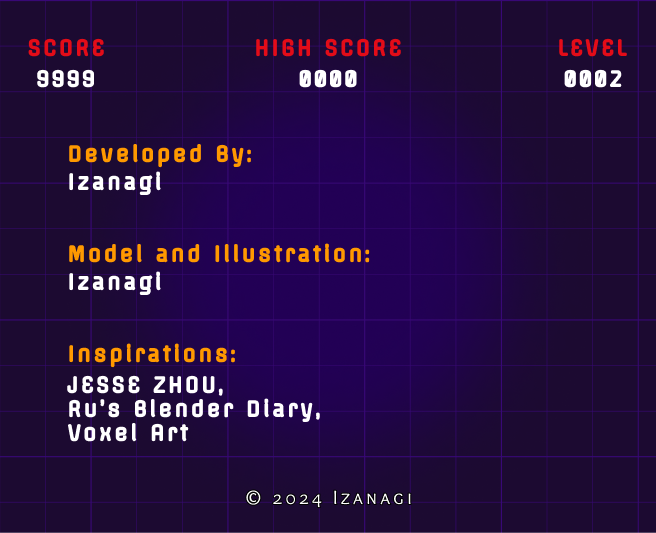 SCORE HIGH SCORE LEVEL
9999 0000 0002
Developed By:
Izanagi
Model and Illustration:
Izanagi
Inspirations:
JESSE ZHOU,
Ru's Blender Diary,
Voxel Art
© 2024 Izanagi